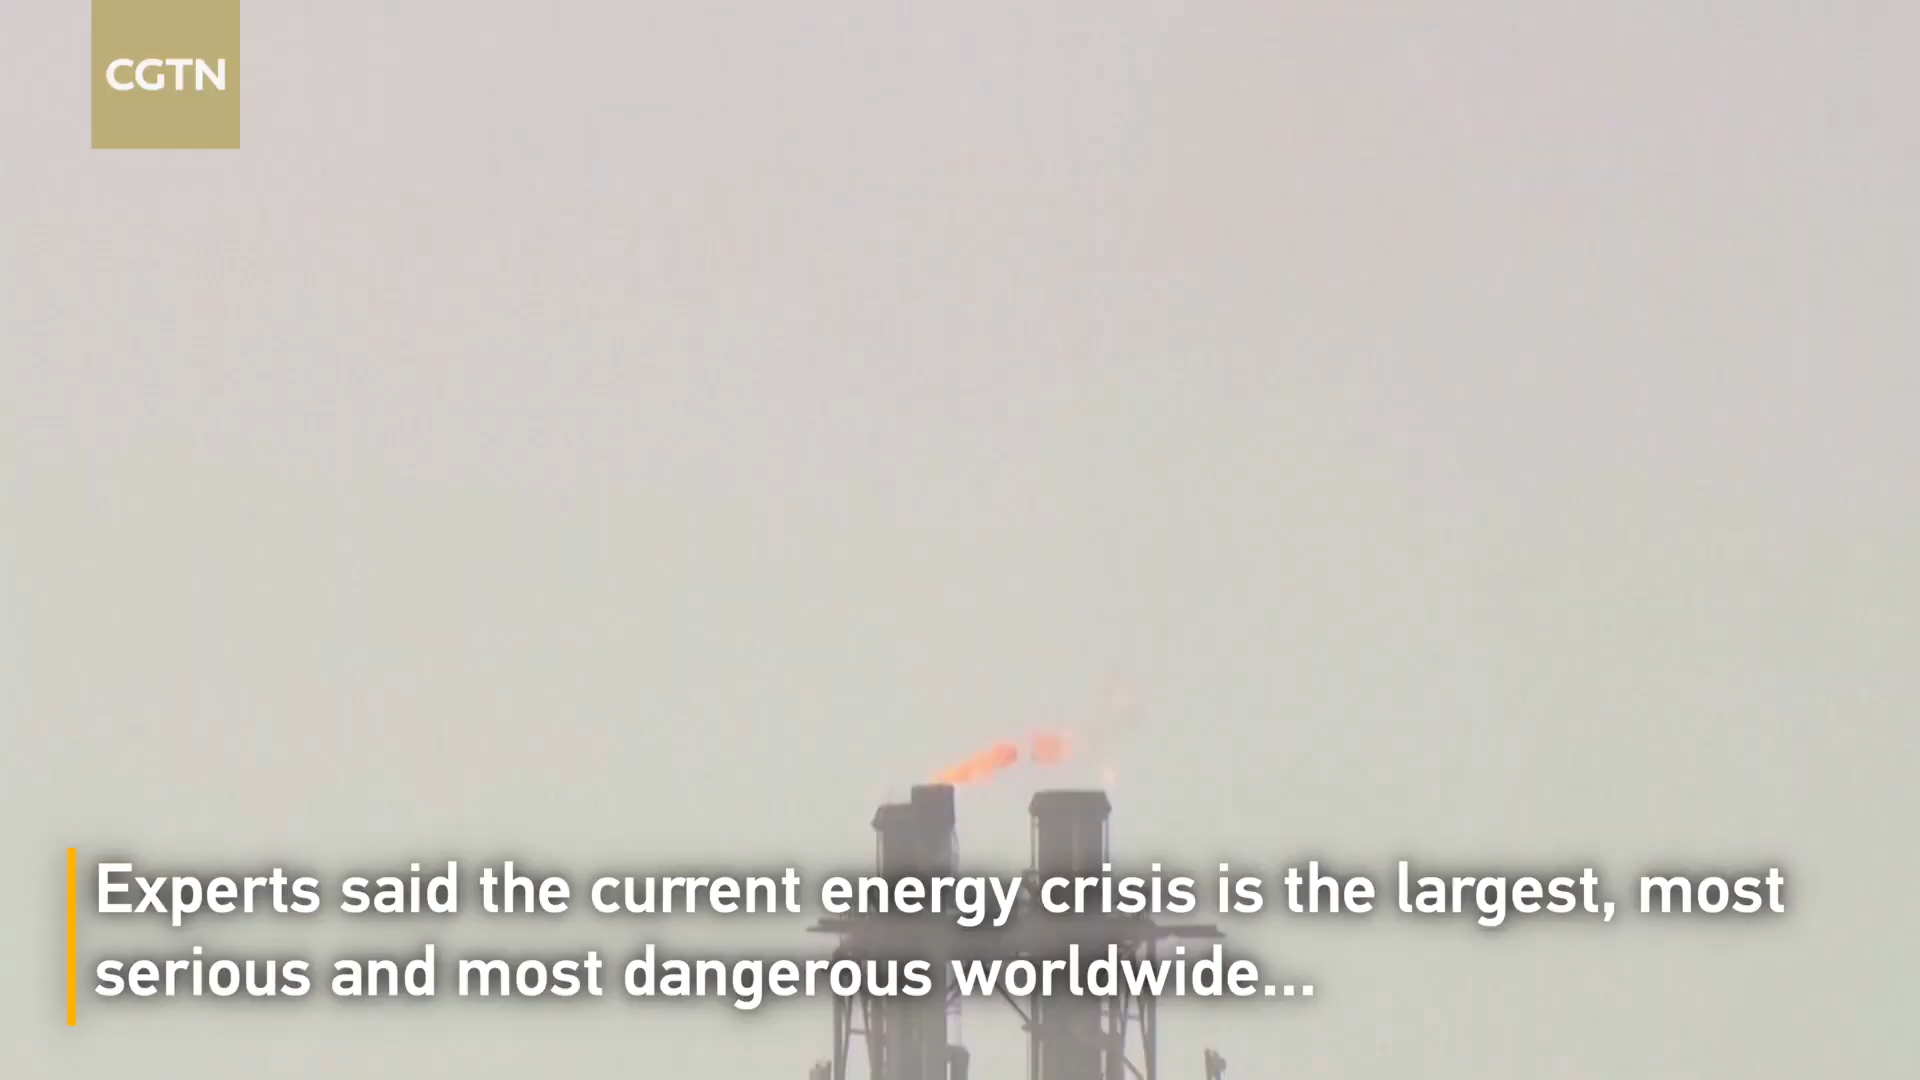 CGTN
Experts said the current energy crisis is the largest, most
serious and most dangerous worldwide...